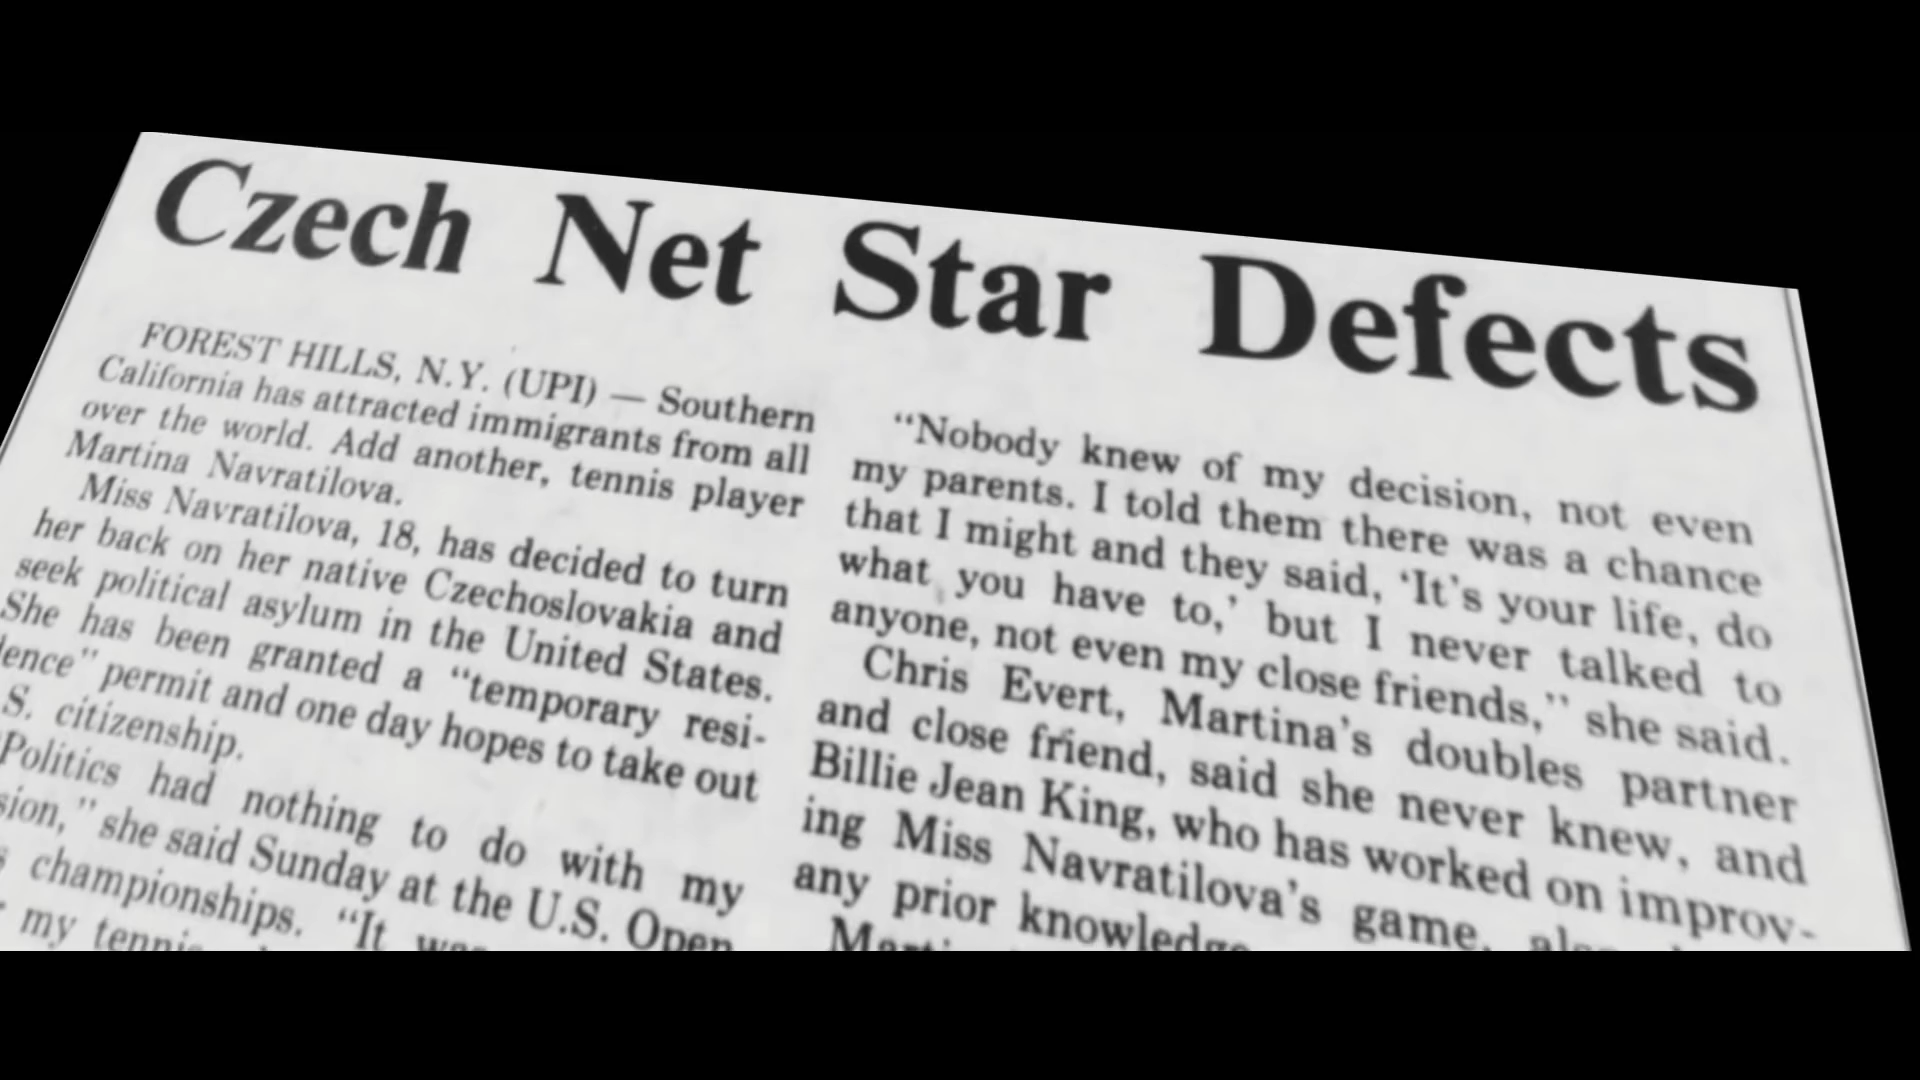 Czech Net Star Defects
FOREST HILLS, N.Y. (UPI) — Southern
California has attracted immigrants from all
over the world. Add another, tennis player
Martina Navratilova.
Miss Navratilova, 18, has decided to turn
her back on her native Czechoslovakia and
seek political asylum in the United States.
She has been granted a “temporary resi-
dence” permit and one day hopes to take out
S. citizenship.
Politics had nothing to do with my
sion,” she said Sunday at the U.S. Open
championships. “It was
my tennis
“Nobody knew of my decision, not even
my parents. I told them there was a chance
that I might and they said, ‘It’s your life, do
what you have to,’ but I never talked to
anyone, not even my close friends,” she said.
Chris Evert, Martina’s doubles partner
and close friend, said she never knew, and
Billie Jean King, who has worked on improv-
ing Miss Navratilova’s game, also
any prior knowledge